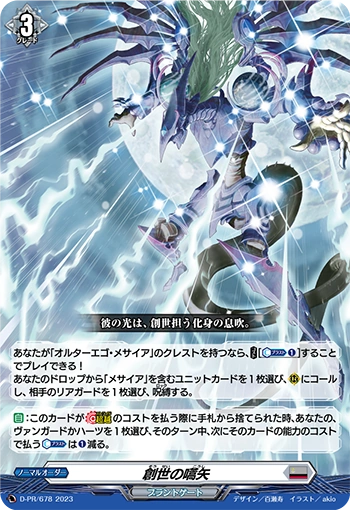 3
グレード
彼の光は、創世担う化身の息吹。
あなたが「オルターエゴ・メサイア」のクレストを持つなら、【ブラスト1】することでプレイできる！
あなたのドロップから「メサイア」を含むユニットカードを1枚選び、Ⓡにコールし、相手のリアガードを1枚選び、呪縛する。
自：このカードが超越のコストを払う際に手札から捨てられた時、あなたの、ヴァンガードかハーツを1枚選び、そのターン中、次にそのカードの能力のコストで払うブラスト1は1減る。
ノーマルオーダー
創世の嚆矢
ブラントゲート
D-PR/678 2023
デザイン／百瀬寿 イラスト／akio